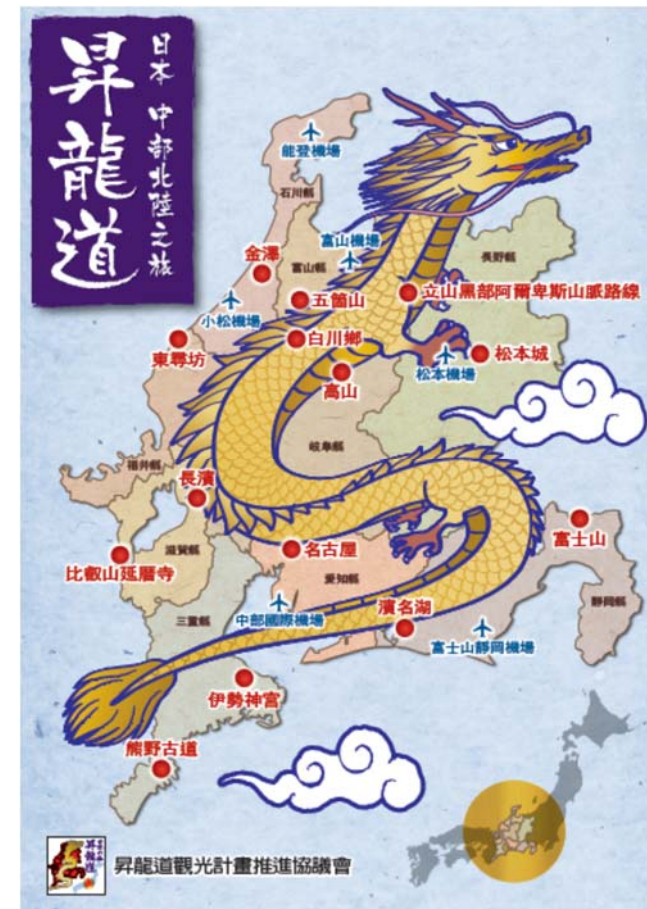 昇龍道
日本 中部北陸之旅
能登機場
石川縣
金澤
富山縣
富山機場
長野縣
小松機場
五箇山
立山黑部阿爾卑斯山脈路線
東尋坊
白川鄉
松本機場
松本城
高山
岐阜縣
福井縣
長濱
滋賀縣
名古屋
富士山
比叡山延曆寺
愛知縣
靜岡縣
三重縣
中部國際機場
濱名湖
富士山靜岡機場
伊勢神宮
熊野古道
昇龍道
昇龍道觀光計畫推進協議會